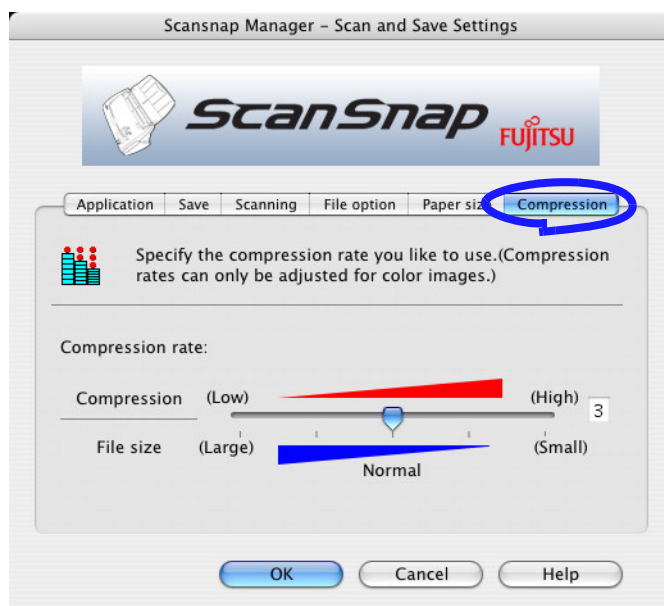 Scansnap Manager – Scan and Save Settings
ScanSnap
FUJITSU
Application Save Scanning File option Paper size Compression
Specify the compression rate you like to use.(Compression
rates can only be adjusted for color images.)
Compression rate:
Compression (Low) (High) 3
File size (Large) (Small)
Normal
OK Cancel Help